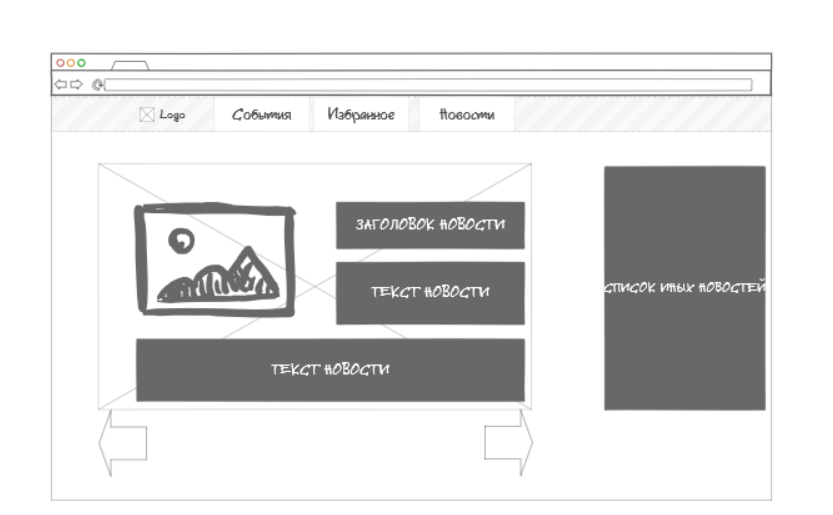 Logo
События
Избранное
Новости
ЗАГОЛОВОК НОВОСТИ
ТЕКСТ НОВОСТИ
СПИСОК ИНЫХ НОВОСТЕЙ
ТЕКСТ НОВОСТИ